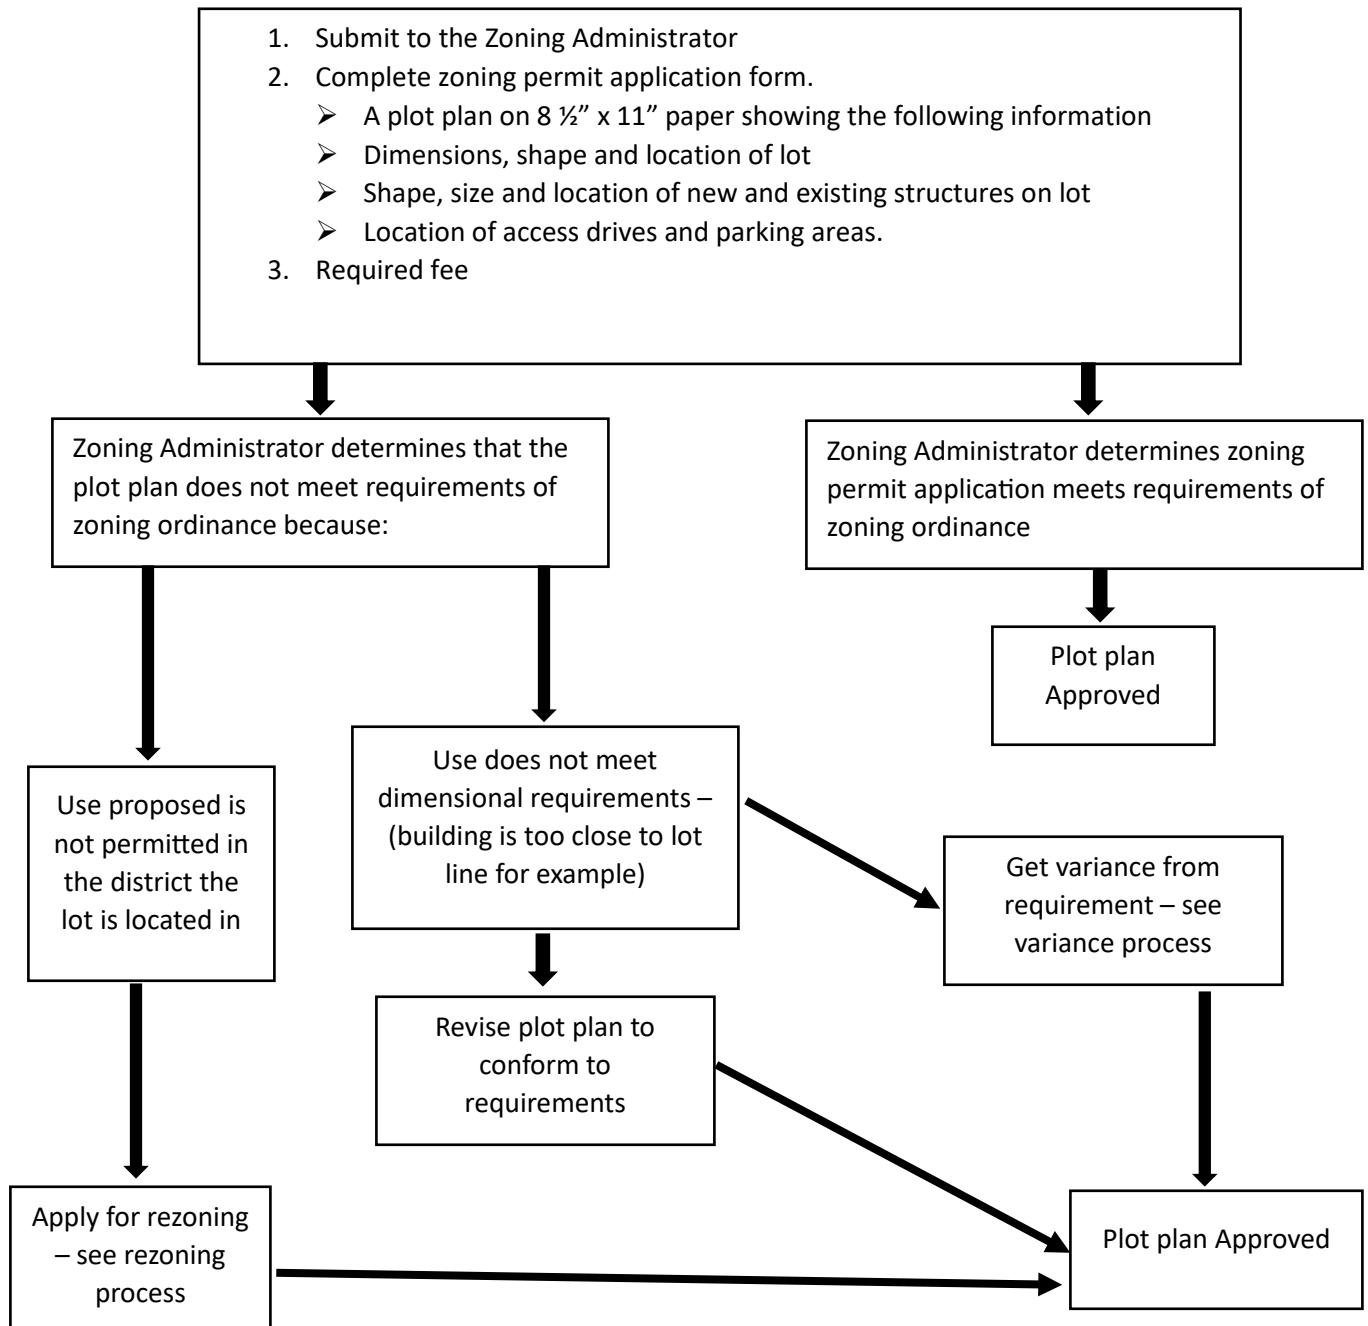 1. Submit to the Zoning Administrator
2. Complete zoning permit application form.
➢ A plot plan on 8 ½” x 11” paper showing the following information
➢ Dimensions, shape and location of lot
➢ Shape, size and location of new and existing structures on lot
➢ Location of access drives and parking areas.
3. Required fee
Zoning Administrator determines that the
plot plan does not meet requirements of
zoning ordinance because:
Zoning Administrator determines zoning
permit application meets requirements of
zoning ordinance
Plot plan
Approved
Use proposed is
not permitted in
the district the
lot is located in
Use does not meet
dimensional requirements –
(building is too close to lot
line for example)
Get variance from
requirement – see
variance process
Revise plot plan to
conform to
requirements
Apply for rezoning
– see rezoning
process
Plot plan Approved